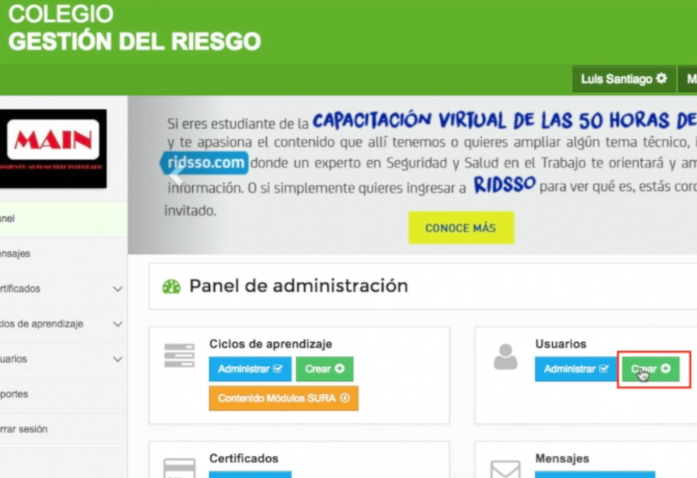 COLEGIO
GESTIÓN DEL RIESGO
Luis Santiago
MAIN
Si eres estudiante de la CAPACITACIÓN VIRTUAL DE LAS 50 HORAS DE
y te apasiona el contenido que allí tenemos o quieres ampliar algún tema técnico, i
ridsso.com donde un experto en Seguridad y Salud en el Trabajo te orientará y am
información. O si simplemente quieres ingresar a RIDSSO para ver qué es, estás cord
invitado.
CONOCE MÁS
nel
nsajes
rtificados
los de aprendizaje
uarios
portes
rrar sesión
Panel de administración
Ciclos de aprendizaje
Administrar
Crear
Contenido Módulos SURA
Usuarios
Administrar
Crear
Certificados
Mensajes